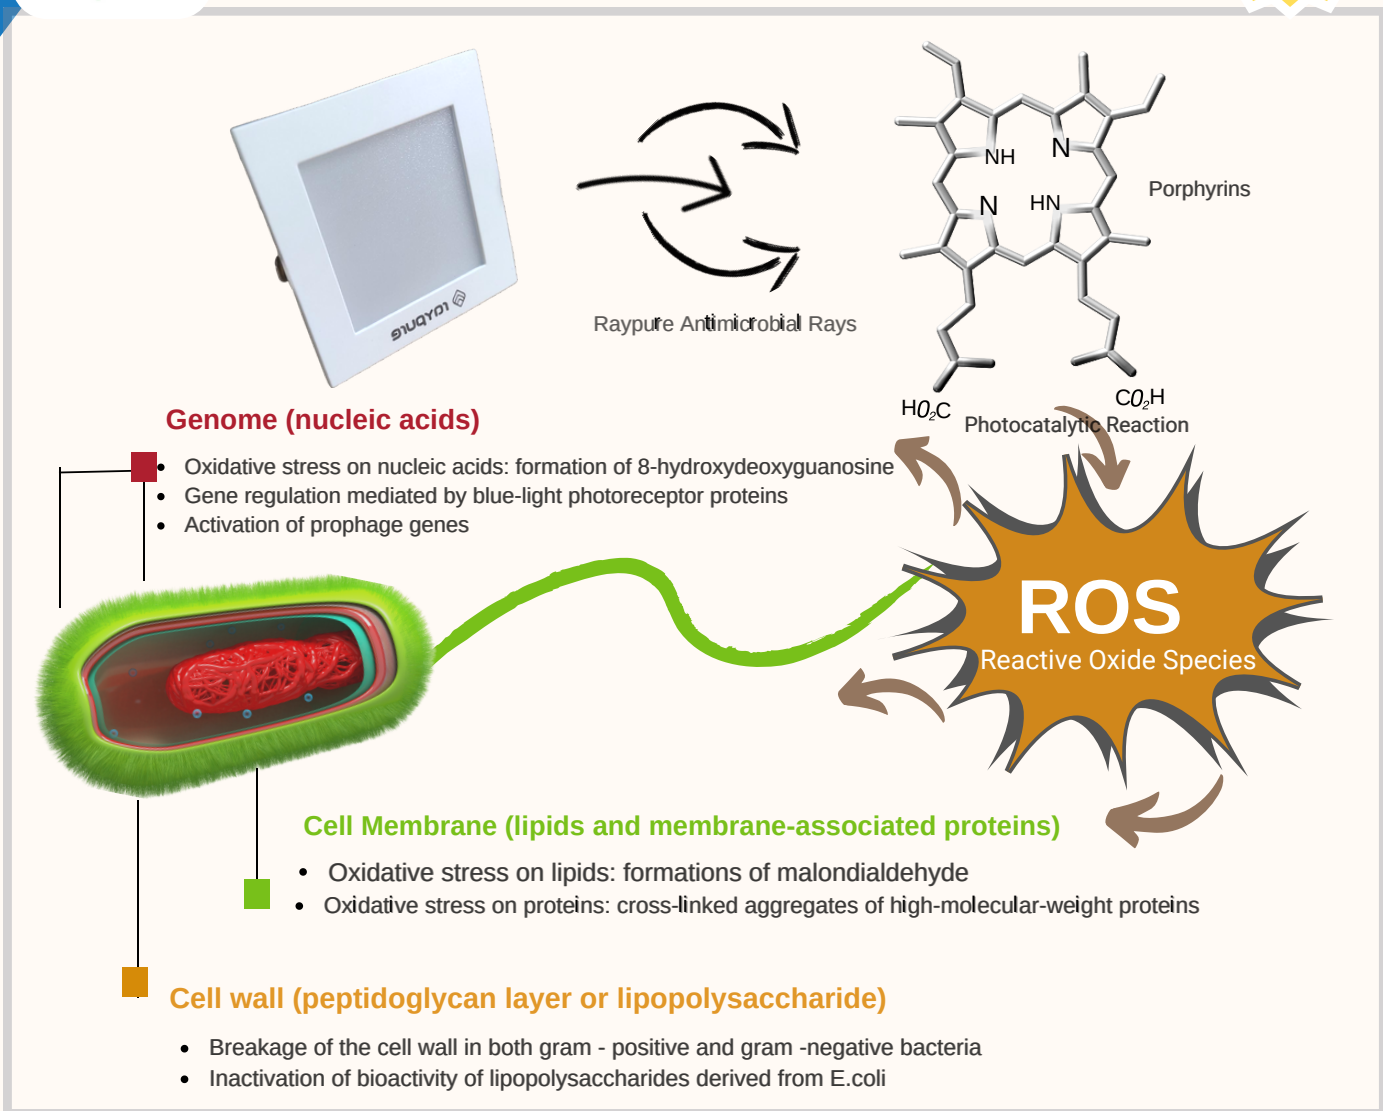 raypure
NH
N
N
HN
Porphyrins
Raypure Antimicrobial Rays
HO2C
CO2H
Photocatalytic Reaction
Genome (nucleic acids)
• Oxidative stress on nucleic acids: formation of 8-hydroxydeoxyguanosine
• Gene regulation mediated by blue-light photoreceptor proteins
• Activation of prophage genes
ROS
Reactive Oxide Species
Cell Membrane (lipids and membrane-associated proteins)
• Oxidative stress on lipids: formations of malondialdehyde
• Oxidative stress on proteins: cross-linked aggregates of high-molecular-weight proteins
Cell wall (peptidoglycan layer or lipopolysaccharide)
• Breakage of the cell wall in both gram - positive and gram -negative bacteria
• Inactivation of bioactivity of lipopolysaccharides derived from E.coli